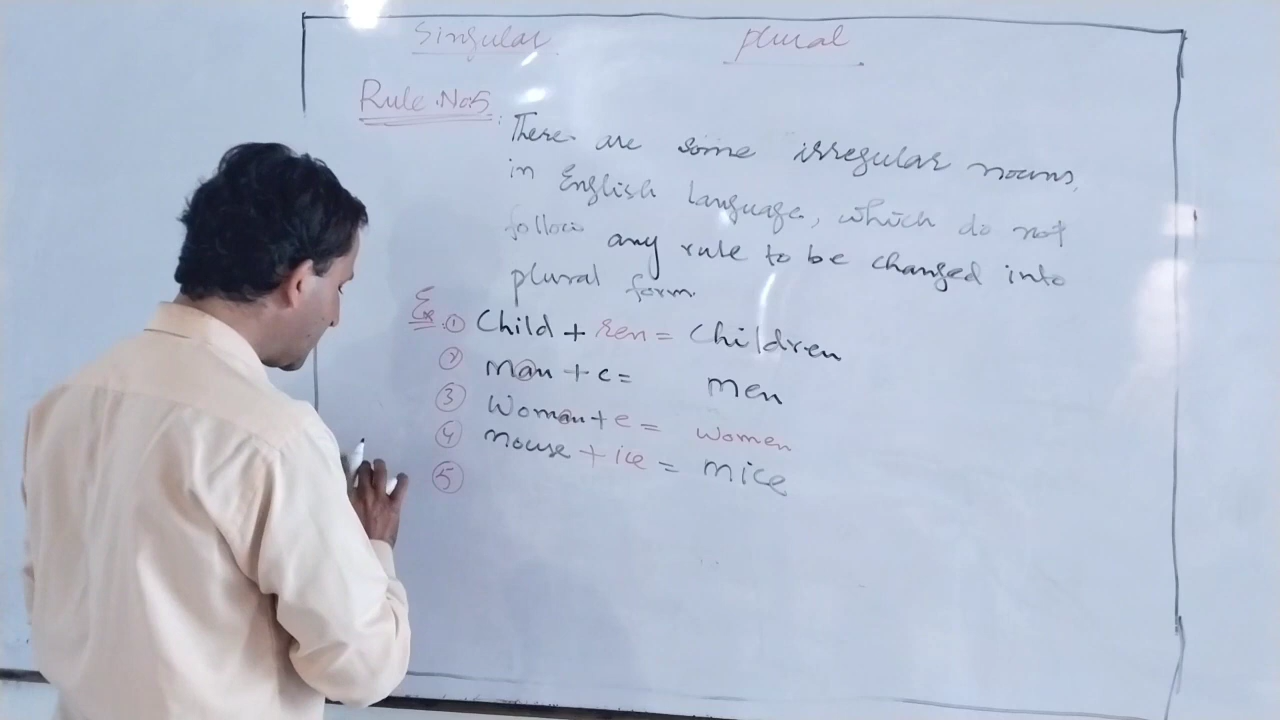 Singular plural
Rule.No.5:
There are some irregular nouns,
in English language, which do not
follow any rule to be changed into
plural form.
Ex. ① Child + ren = Children
② man + e = men
③ Woman + e = women
④ mouse + ice = mice
⑤